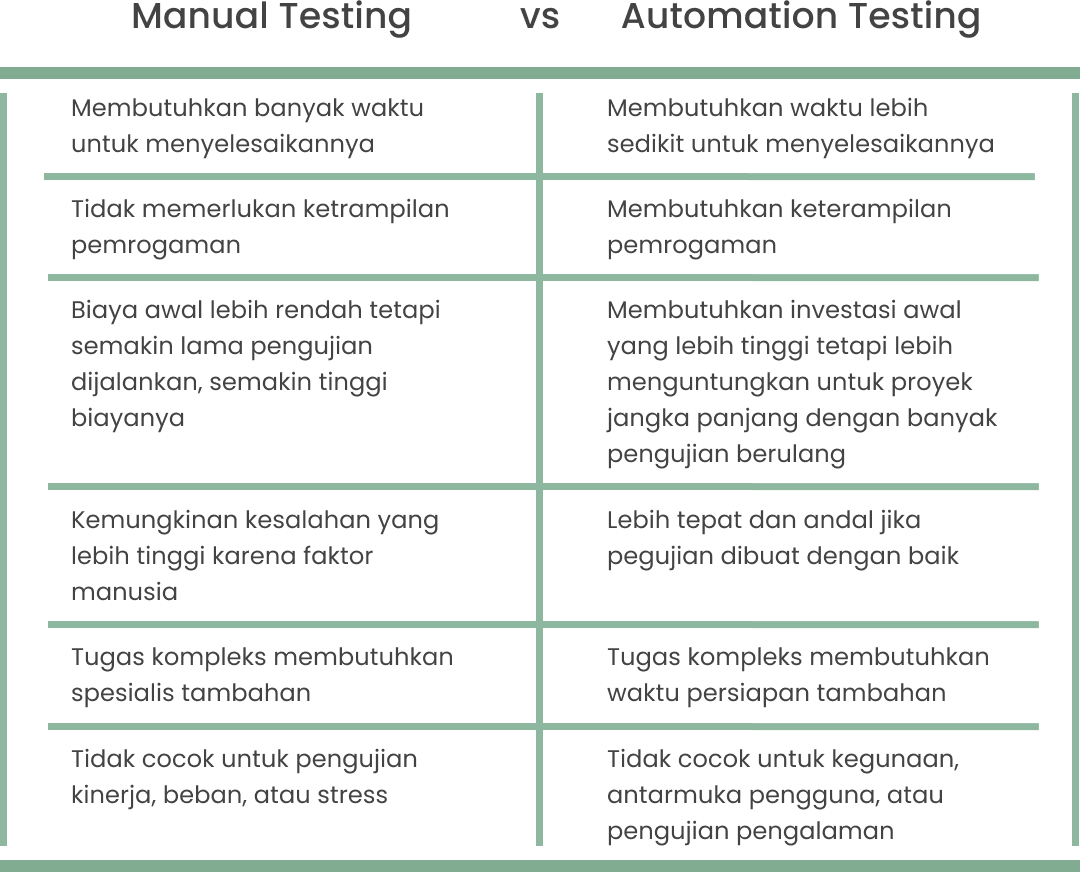 Manual Testing vs Automation Testing
Membutuhkan banyak waktu
untuk menyelesaikannya
Membutuhkan waktu lebih
sedikit untuk menyelesaikannya
Tidak memerlukan ketrampilan
pemrogaman
Membutuhkan keterampilan
pemrogaman
Biaya awal lebih rendah tetapi
semakin lama pengujian
dijalankan, semakin tinggi
biayanya
Membutuhkan investasi awal
yang lebih tinggi tetapi lebih
menguntungkan untuk proyek
jangka panjang dengan banyak
pengujian berulang
Kemungkinan kesalahan yang
lebih tinggi karena faktor
manusia
Lebih tepat dan andal jika
pegujian dibuat dengan baik
Tugas kompleks membutuhkan
spesialis tambahan
Tugas kompleks membutuhkan
waktu persiapan tambahan
Tidak cocok untuk pengujian
kinerja, beban, atau stress
Tidak cocok untuk kegunaan,
antarmuka pengguna, atau
pengujian pengalaman